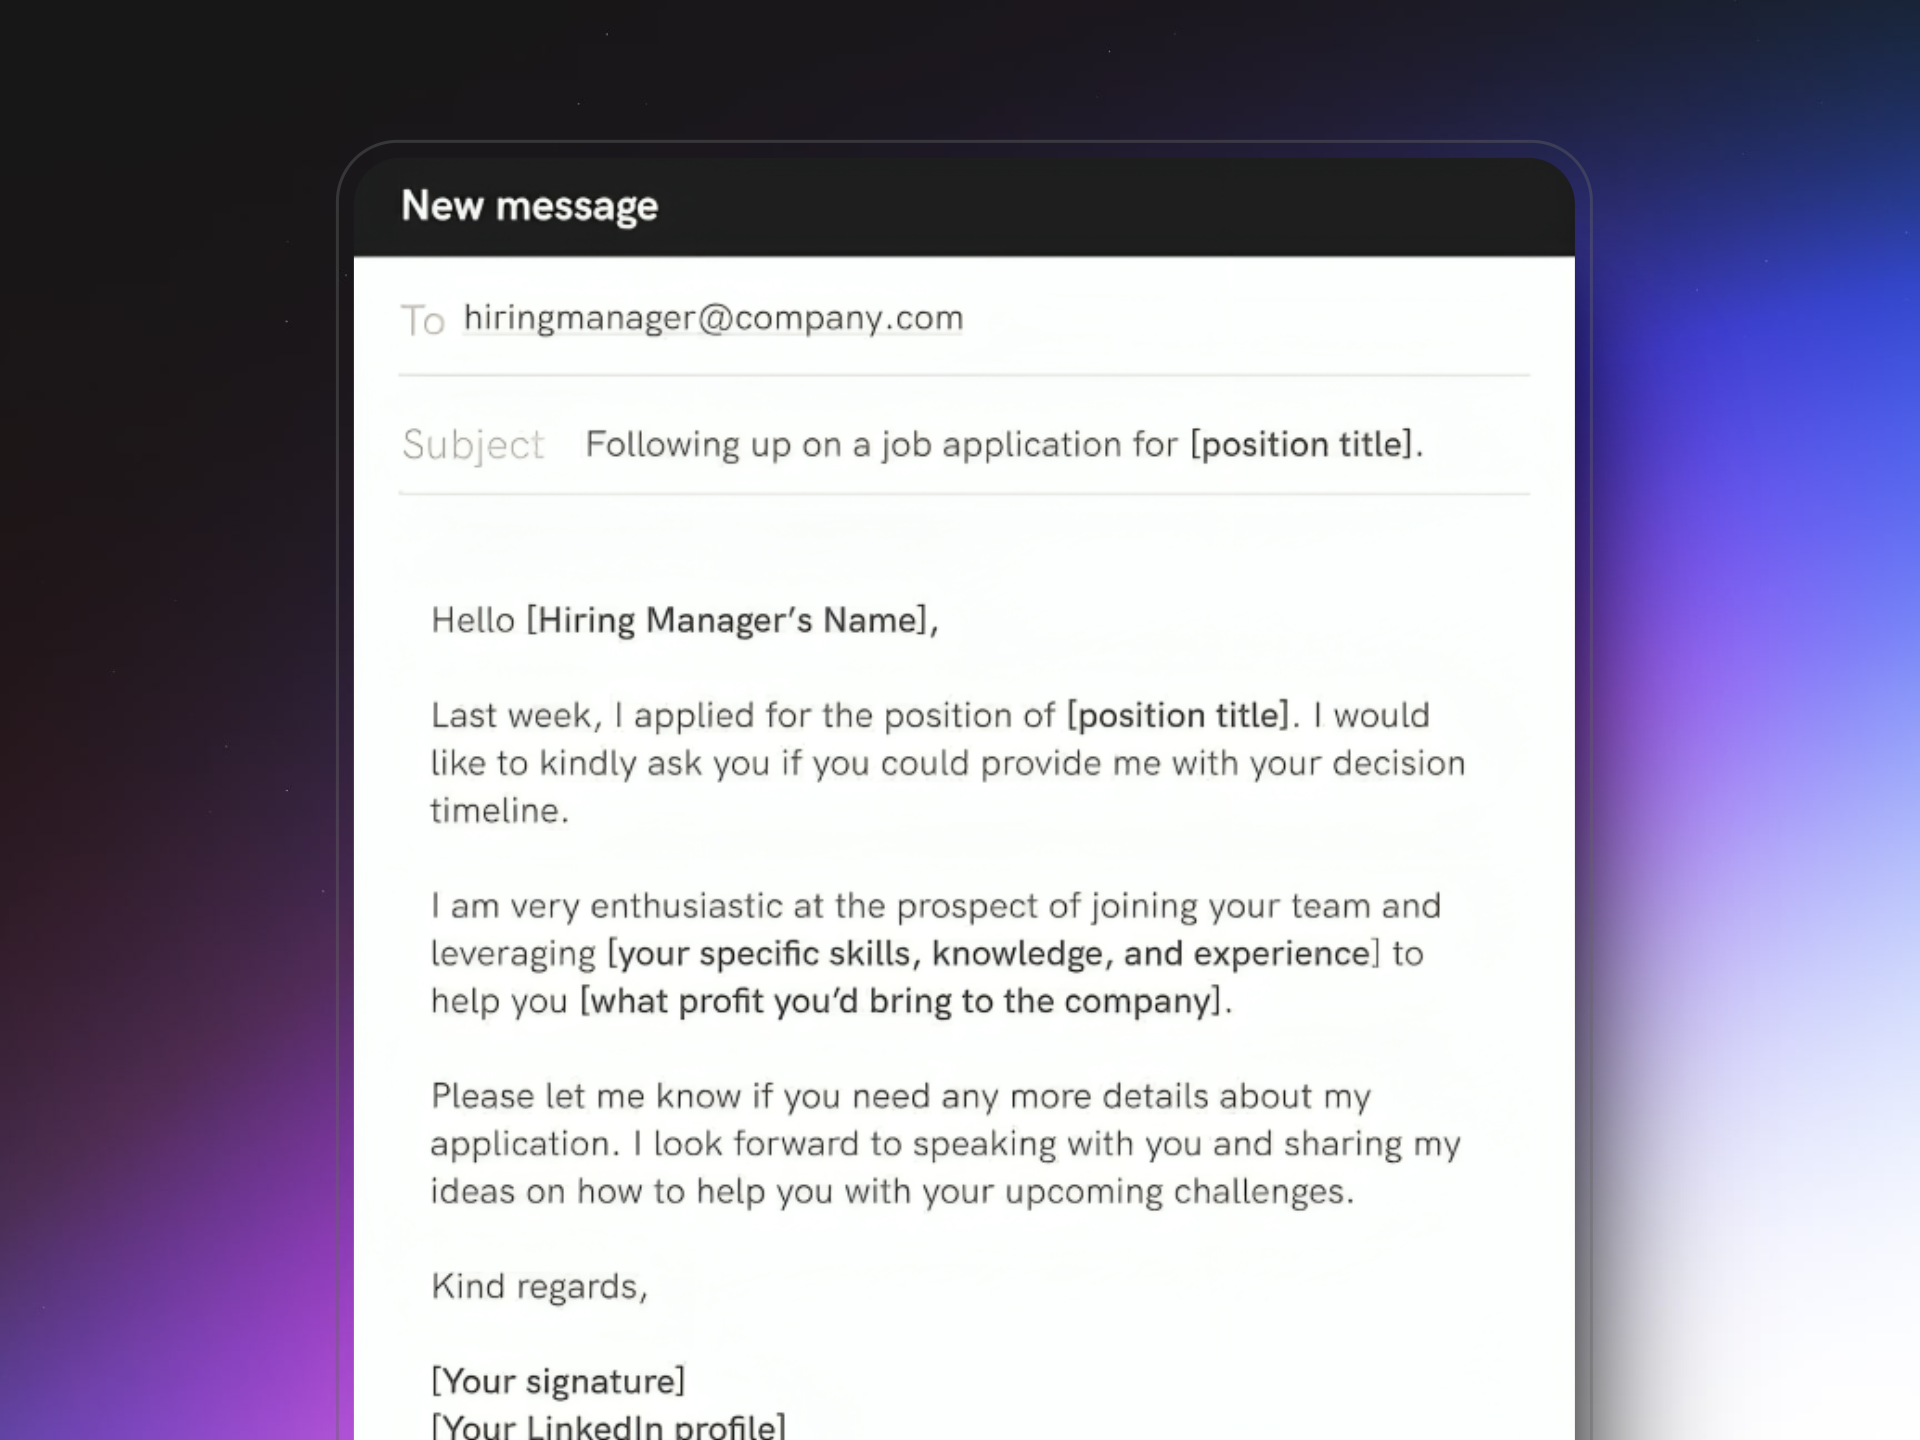 New message
To hiringmanager@company.com
Subject Following up on a job application for [position title].
Hello [Hiring Manager’s Name],
Last week, I applied for the position of [position title]. I would
like to kindly ask you if you could provide me with your decision
timeline.
I am very enthusiastic at the prospect of joining your team and
leveraging [your specific skills, knowledge, and experience] to
help you [what profit you’d bring to the company].
Please let me know if you need any more details about my
application. I look forward to speaking with you and sharing my
ideas on how to help you with your upcoming challenges.
Kind regards,
[Your signature]
[Your LinkedIn profile]